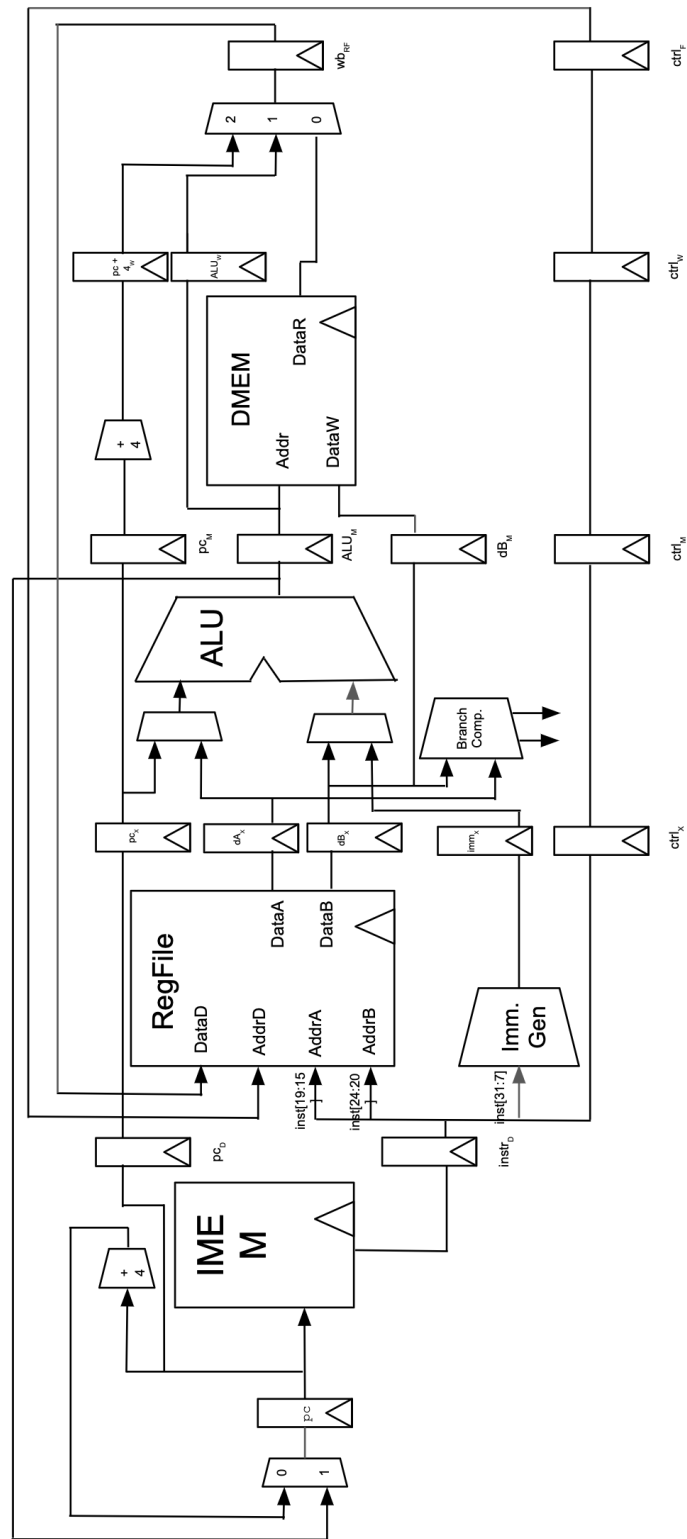 0
1
pc
+
4
IME
M
pc_D
instr_D
inst[19:15
]
inst[24:20
]
inst[31:7]
RegFile
DataD
AddrD
AddrA
AddrB
DataA
DataB
Imm.
Gen
pc_X
dA_X
dB_X
imm_X
ctrl_X
ALU
Branch
Comp.
pc_M
ALU_M
dB_M
ctrl_M
+
4
DMEM
Addr
DataW
DataR
pc +
4_W
ALU_W
ctrl_W
2
1
0
wb_RF
ctrl_F